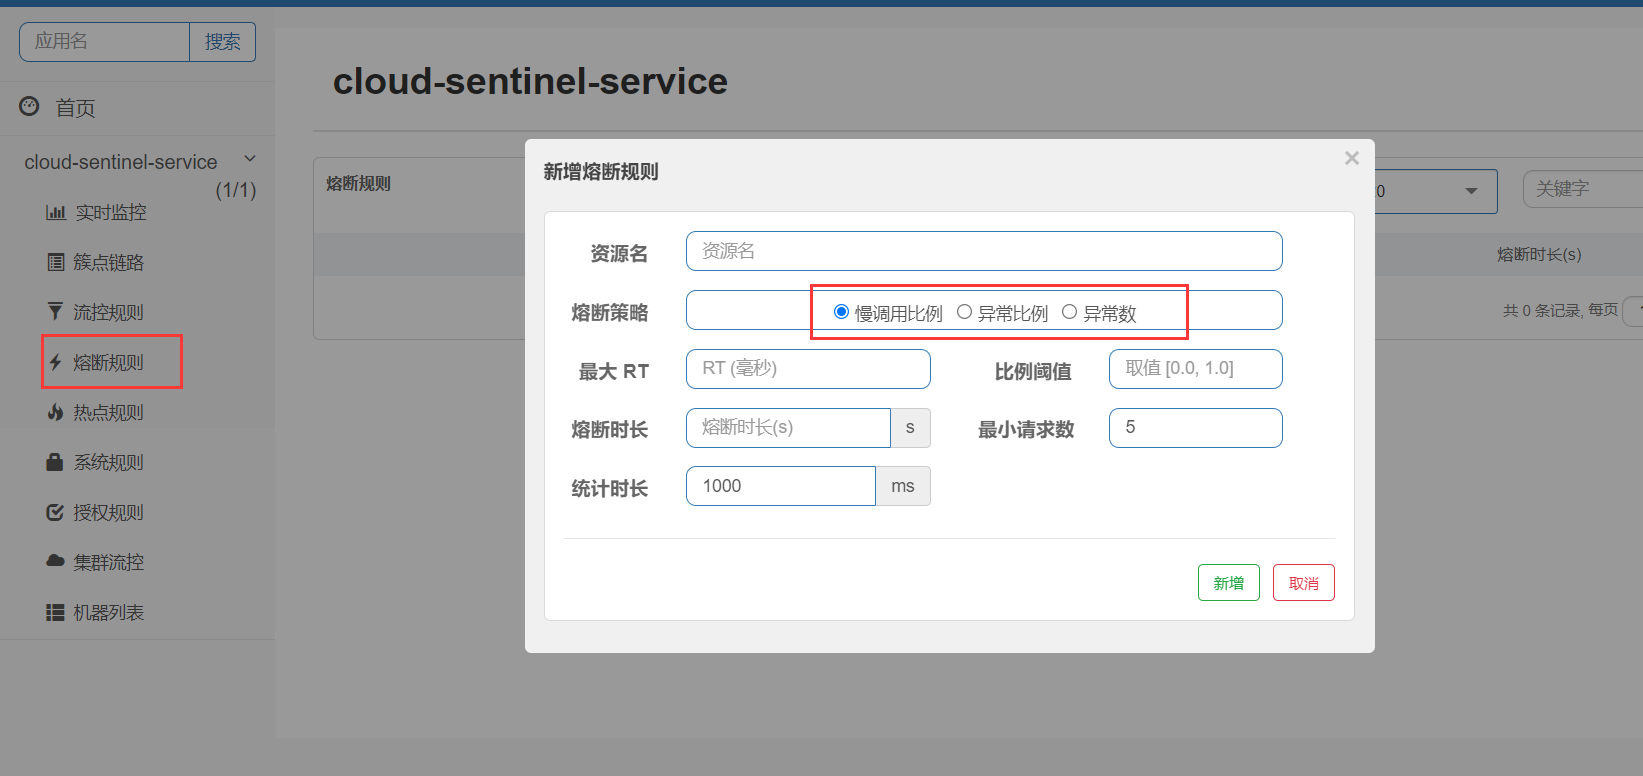 应用名
搜索
首页
cloud-sentinel-service
(1/1)
实时监控
簇点链路
流控规则
熔断规则
热点规则
系统规则
授权规则
集群流控
机器列表
cloud-sentinel-service
熔断规则
关键字
熔断时长(s)
共 0 条记录, 每页
新增熔断规则
×
资源名 资源名
熔断策略 慢调用比例 异常比例 异常数
最大 RT RT (毫秒) 比例阈值 取值 [0.0, 1.0]
熔断时长 熔断时长(s) s 最小请求数 5
统计时长 1000 ms
新增 取消